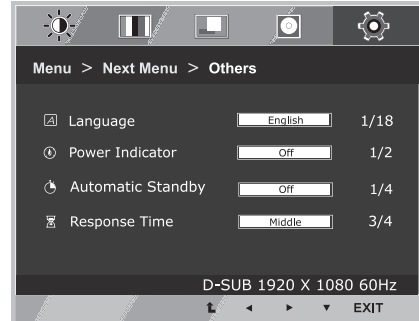 Menu > Next Menu > Others
A Language English 1/18
Power Indicator Off 1/2
Automatic Standby Off 1/4
Response Time Middle 3/4
D-SUB 1920 X 1080 60Hz
EXIT